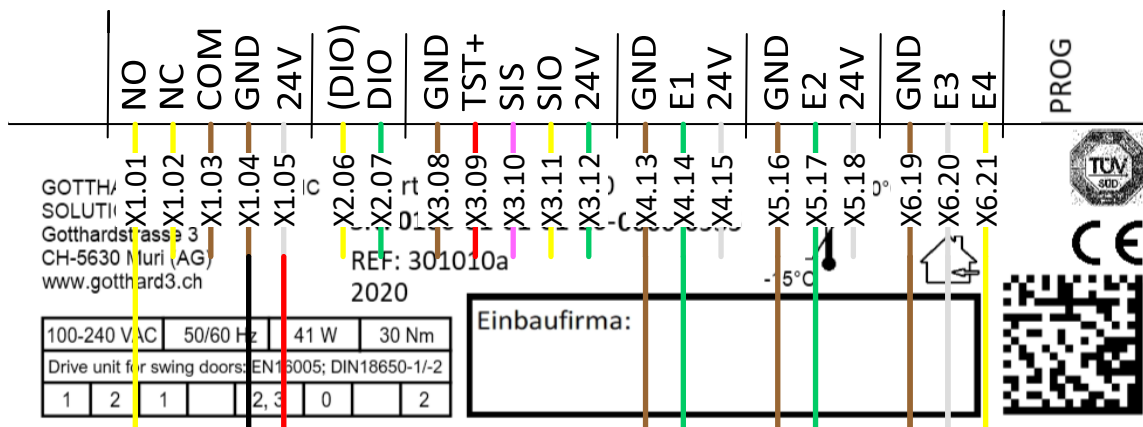 NO
NC
COM
GND
24V
(DIO)
DIO
GND
TST+
SIS
SIO
24V
GND
E1
24V
GND
E2
24V
GND
E3
E4
PROG
X1.01
X1.02
X1.03
X1.04
X1.05
X2.06
X2.07
X3.08
X3.09
X3.10
X3.11
X3.12
X4.13
X4.14
X4.15
X5.16
X5.17
X5.18
X6.19
X6.20
X6.21
TÜV
SÜD
Gotthardstrasse 3
CH-5630 Muri (AG)
www.gotthard3.ch
REF: 301010a
2020
-15°C
CE
Einbaufirma:
100-240 VAC 50/60 Hz 41 W 30 Nm
Drive unit for swing doors: EN16005; DIN18650-1/-2
1 2 1 2, 3 0 2